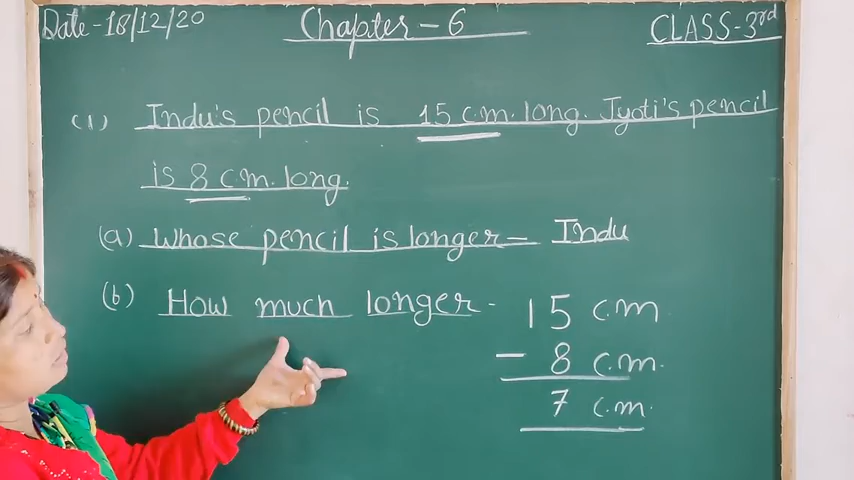 Date-18/12/20
Chapter-6
CLASS-3rd
(1) Indu's pencil is 15 c.m. long. Jyoti's pencil
is 8 c.m. long.
(a) Whose pencil is longer- Indu
(b) How much longer-
15 c.m
- 8 c.m.
7 c.m.